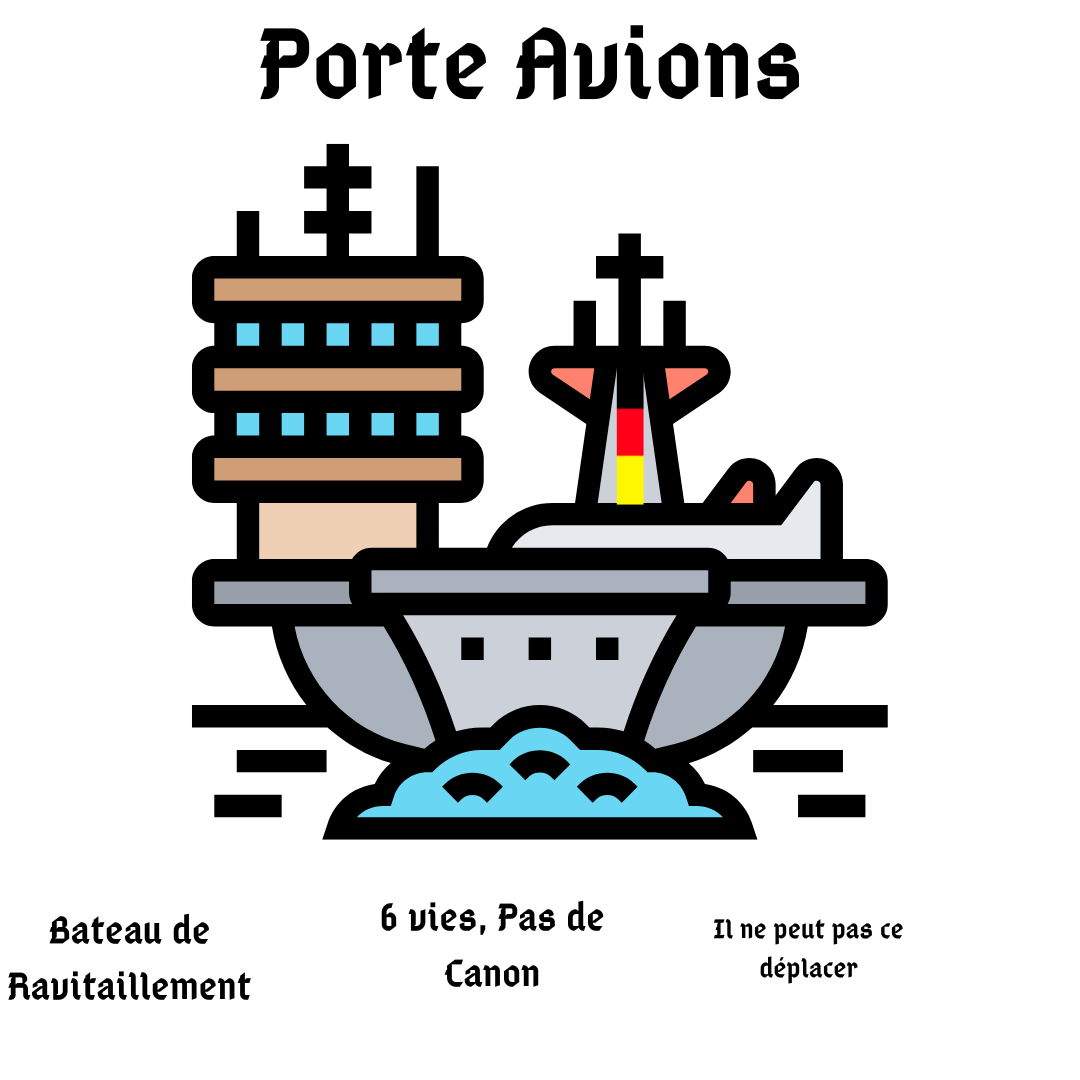 Porte Avions
Bateau de
Ravitaillement
6 vies, Pas de
Canon
Il ne peut pas ce
déplacer